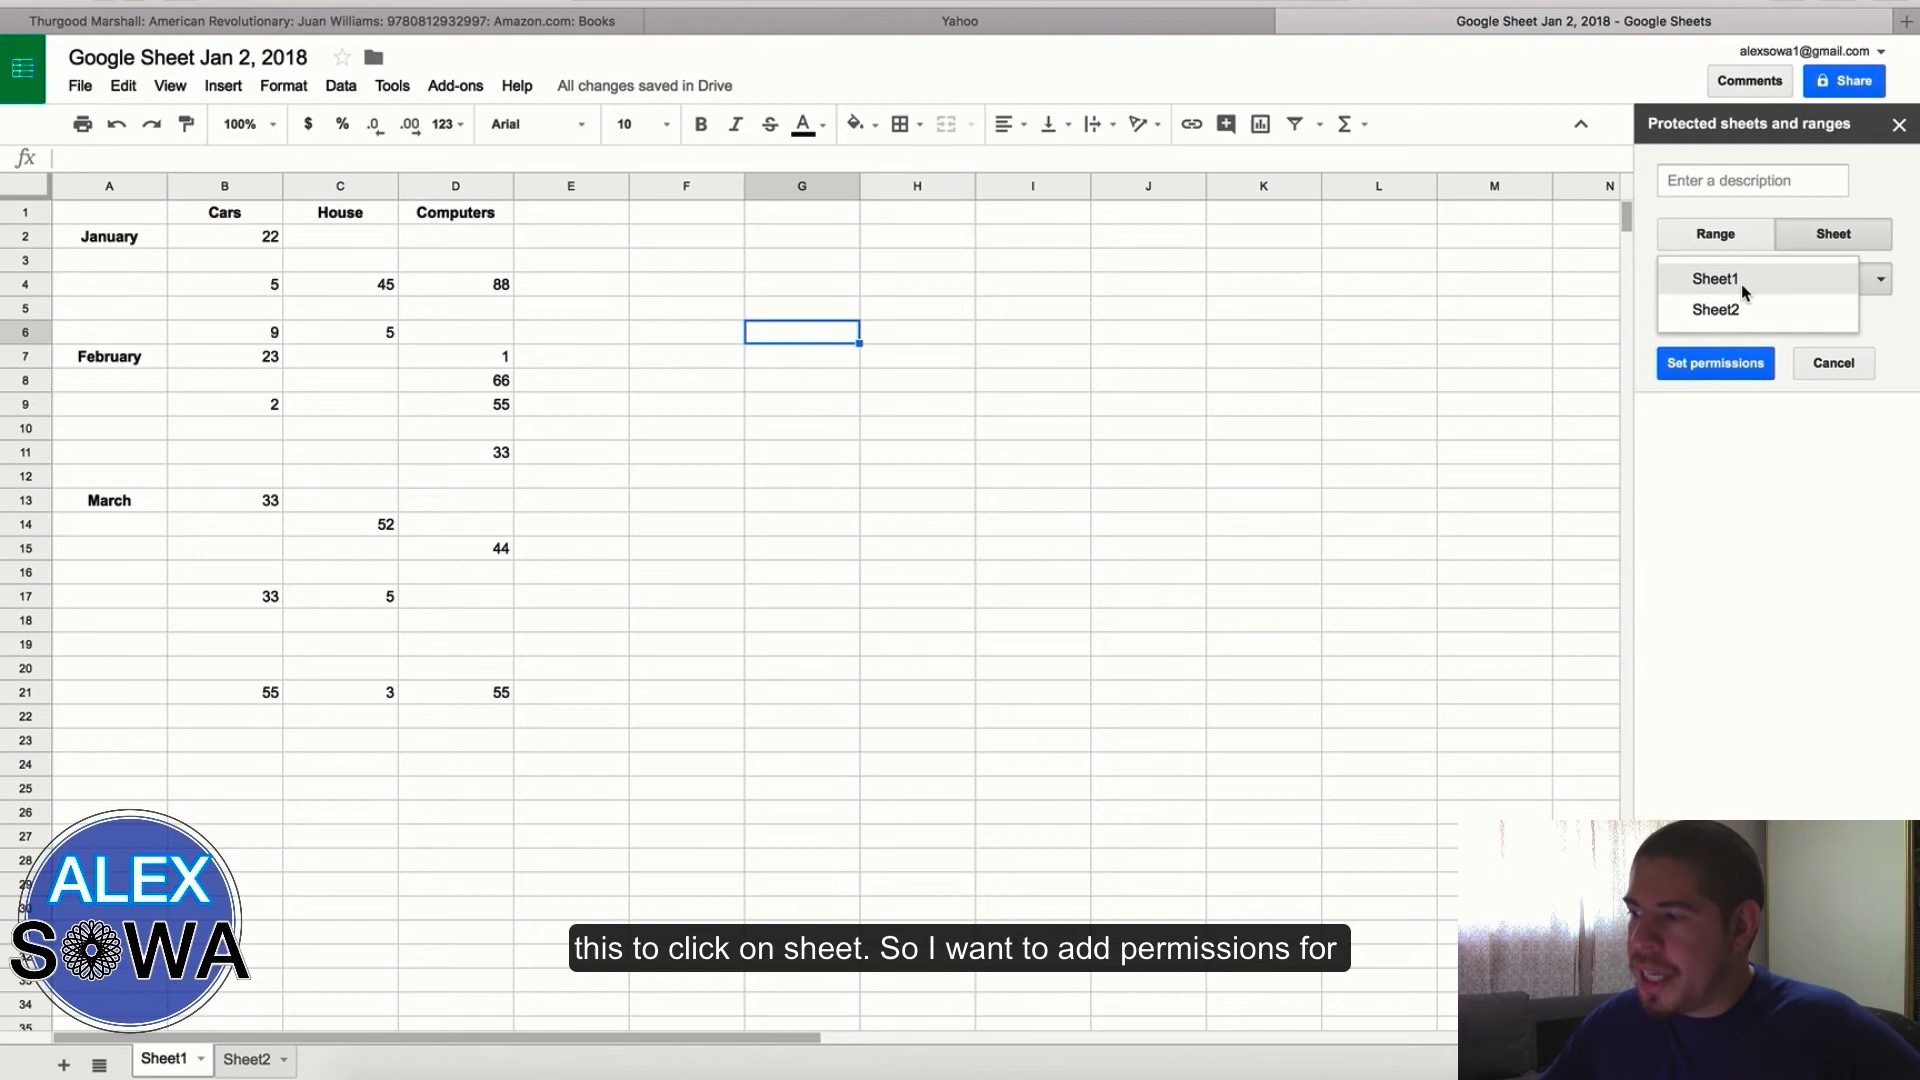 Thurgood Marshall: American Revolutionary: Juan Williams: 9780812932997: Amazon.com: Books
Yahoo
Google Sheet Jan 2, 2018 - Google Sheets
Google Sheet Jan 2, 2018
alexsowa1@gmail.com
File Edit View Insert Format Data Tools Add-ons Help All changes saved in Drive
Comments
Share
100% $ % .0 .00 123 Arial 10 B I S A Σ
Protected sheets and ranges
fx
Enter a description
A B C D E F G H I J K L M N
1 Cars House Computers
2 January 22
Range Sheet
3
4 5 45 88
Sheet1
5
Sheet2
6 9 5
7 February 23 1
Set permissions Cancel
8 66
9 2 55
10
11 33
12
13 March 33
14 52
15 44
16
17 33 5
18
19
20
21 55 3 55
22
23
24
25
26
27
28
29
30
34
35
ALEX
SOWA
this to click on sheet. So I want to add permissions for
Sheet1 Sheet2